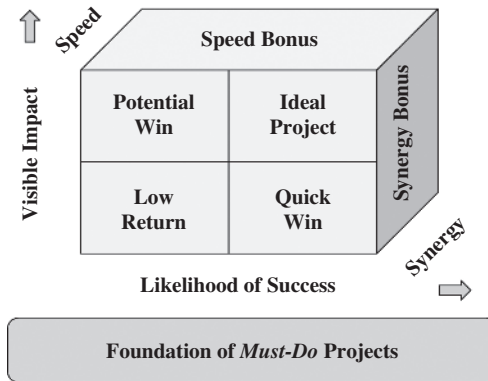 Speed
Speed Bonus
Visible Impact
Potential
Win
Ideal
Project
Synergy Bonus
Low
Return
Quick
Win
Synergy
Likelihood of Success
Foundation of Must-Do Projects